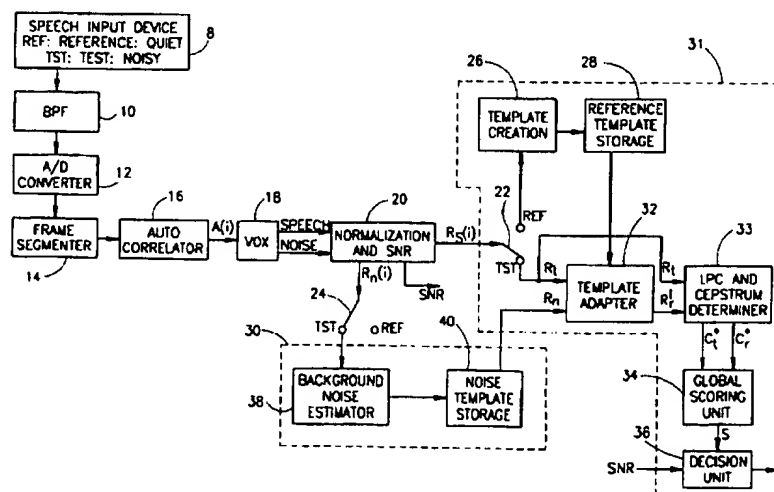 SPEECH INPUT DEVICE
REF: REFERENCE: QUIET
TST: TEST: NOISY
8
BPF
10
A/D
CONVERTER
12
FRAME
SEGMENTER
14
16
AUTO
CORRELATOR
A(i)
18
VOX
SPEECH
NOISE
20
NORMALIZATION
AND SNR
RS(i)
Rn(i)
SNR
22
REF
TST
24
TST
REF
26
TEMPLATE
CREATION
28
REFERENCE
TEMPLATE
STORAGE
31
32
Rt
Rn
TEMPLATE
ADAPTER
Rt
R'r
33
LPC AND
CEPSTRUM
DETERMINER
C*t
C*r
30
38
BACKGROUND
NOISE
ESTIMATOR
40
NOISE
TEMPLATE
STORAGE
34
GLOBAL
SCORING
UNIT
S
36
SNR
DECISION
UNIT